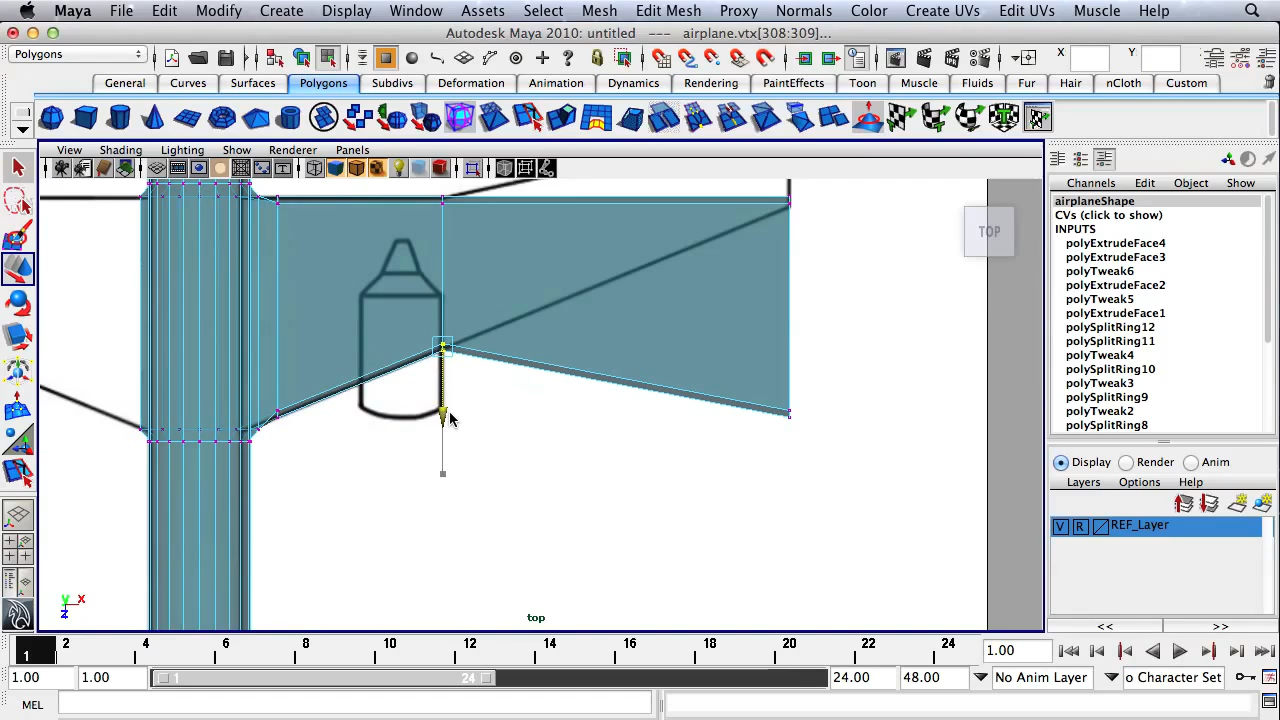 Maya File Edit Modify Create Display Window Assets Select Mesh Edit Mesh Proxy Normals Color Create UVs Edit UVs Muscle Help
Autodesk Maya 2010: untitled --- airplane.vtx[308:309]...
Polygons
X
Y
General Curves Surfaces Polygons Subdivs Deformation Animation Dynamics Rendering PaintEffects Toon Muscle Fluids Fur Hair nCloth Custom
View Shading Lighting Show Renderer Panels
Channels Edit Object Show
airplaneShape
CVs (click to show)
INPUTS
polyExtrudeFace4
polyExtrudeFace3
polyTweak6
polyExtrudeFace2
polyTweak5
polyExtrudeFace1
polySplitRing12
polySplitRing11
polyTweak4
polySplitRing10
polyTweak3
polySplitRing9
polyTweak2
polySplitRing8
TOP
Display Render Anim
Layers Options Help
V R REF_Layer
y x
z
top
<< >>
1 2 4 6 8 10 12 14 16 18 20 22 24
1.00
1.00 1.00 1 24 24.00 48.00 No Anim Layer o Character Set
MEL